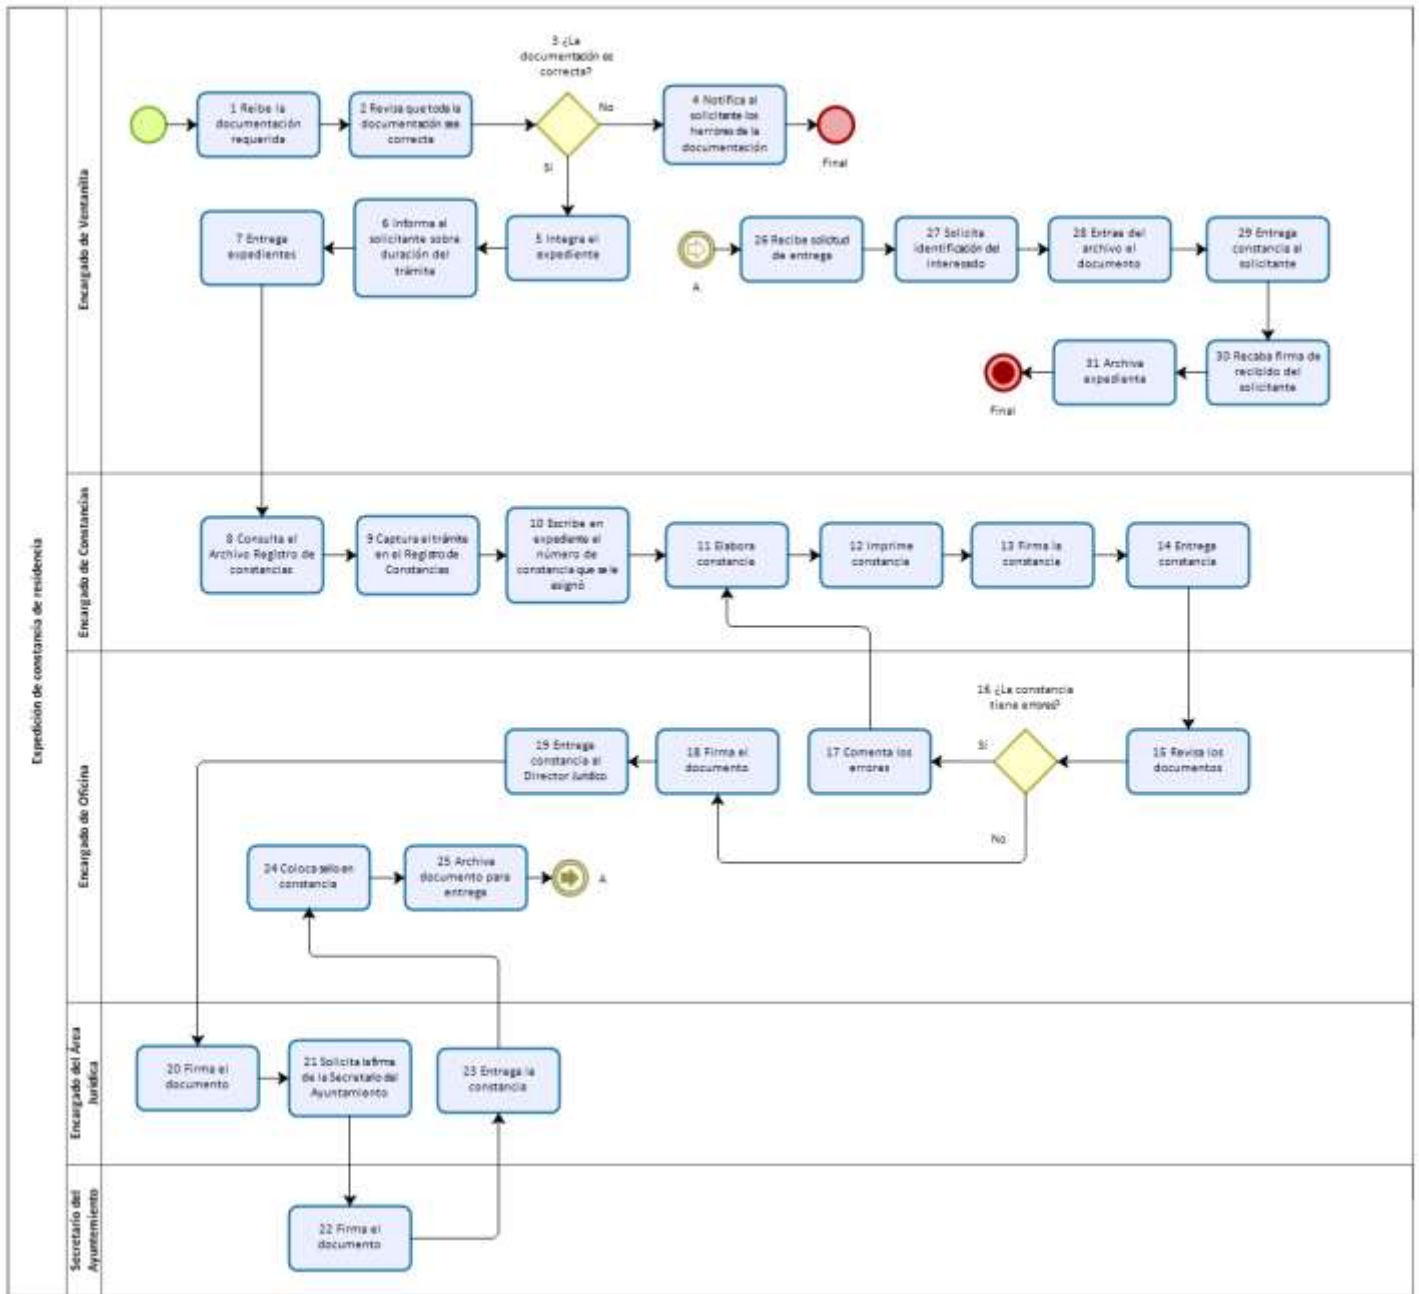 Expedición de constancia de residencia
Encargado de Ventanilla
3 ¿La
documentación es
correcta?
1 Reibe la
documentación
requerida
2 Revisa que toda la
documentación sea
correcta
No
4 Notifica al
solicitante los
herrores de la
documentación
Final
Si
7 Entrega
expedientes
6 Informa al
solicitante sobre
duración del
trámite
5 Integra el
expediente
A
26 Recibe solicitud
de entrega
27 Solicita
identificación del
interesado
28 Extrae del
archivo el
documento
29 Entrega
constancia al
solicitante
Final
31 Archiva
expediente
30 Recaba firma de
recibido del
solicitante
Encargado de Constancias
8 Consulta el
Archivo Registro de
constancias
9 Captura el trámite
en el Registro de
Constancias
10 Escribe en
expediente el
número de
constancia que se le
asignó
11 Elabora
constancia
12 Imprime
constancia
13 Firma la
constancia
14 Entrega
constancia
Encargado de Oficina
16 ¿La constancia
tiene errores?
19 Entrega
constancia al
Director Jurídico
18 Firma el
documento
17 Comenta los
errores
Si
15 Revisa los
documentos
No
24 Coloca sello en
constancia
25 Archiva
documento para
entrega
A
Encargado del Área
Jurídica
20 Firma el
documento
21 Solicita la firma
de la Secretario del
Ayuntamiento
23 Entrega la
constancia
Secretario del
Ayuntemiento
22 Firma el
documento